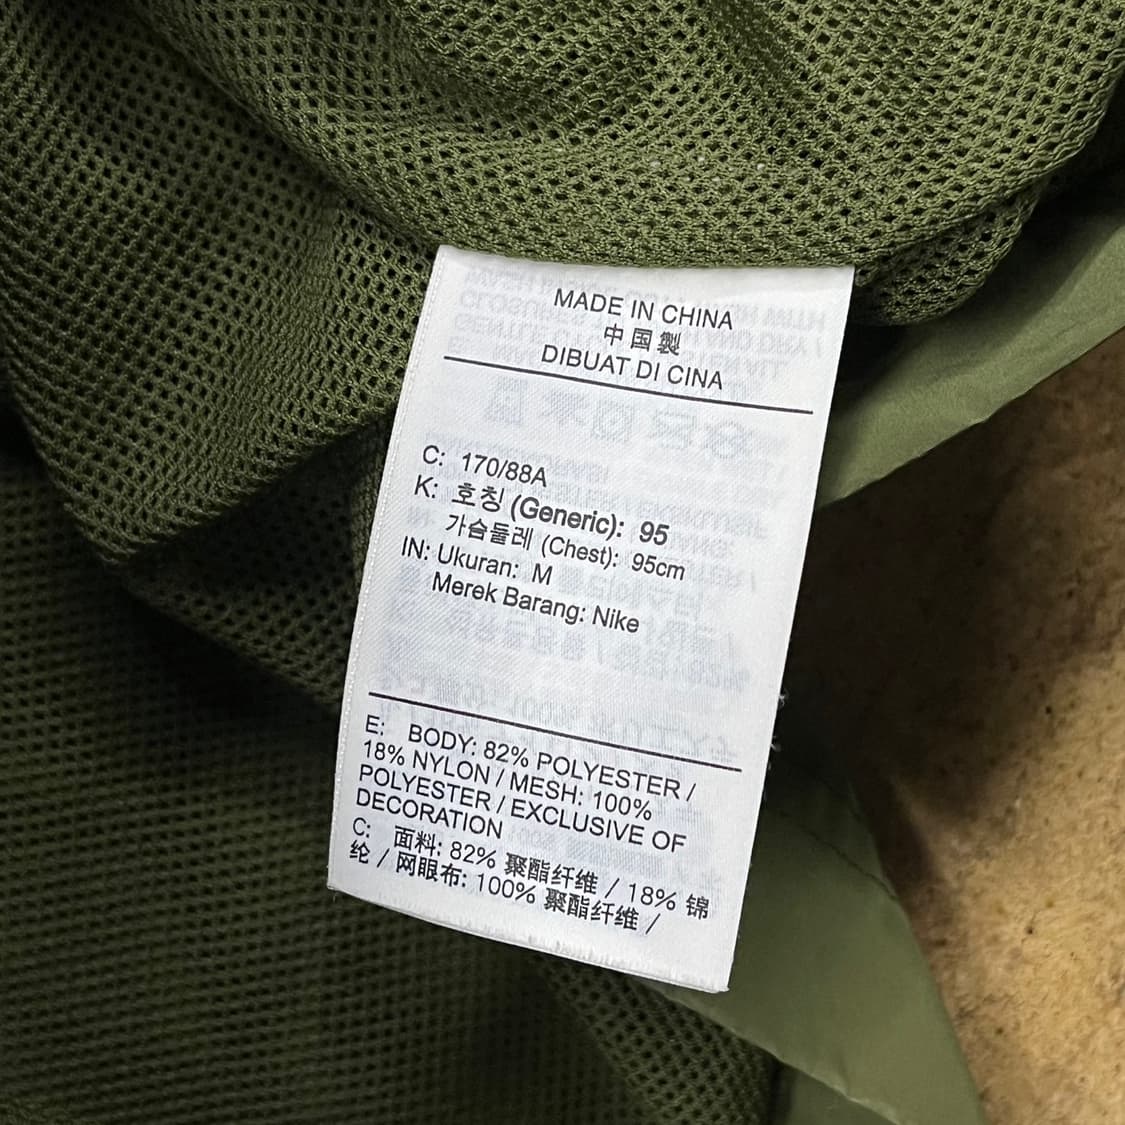 MADE IN CHINA
中国製
DIBUAT DI CINA
C: 170/88A
K: 호칭 (Generic): 95
가슴둘레 (Chest): 95cm
IN: Ukuran: M
Merek Barang: Nike
E: BODY: 82% POLYESTER /
18% NYLON / MESH: 100%
POLYESTER / EXCLUSIVE OF
DECORATION
C: 面料: 82% 聚酯纤维 / 18% 锦
纶 / 网眼布: 100% 聚酯纤维 /